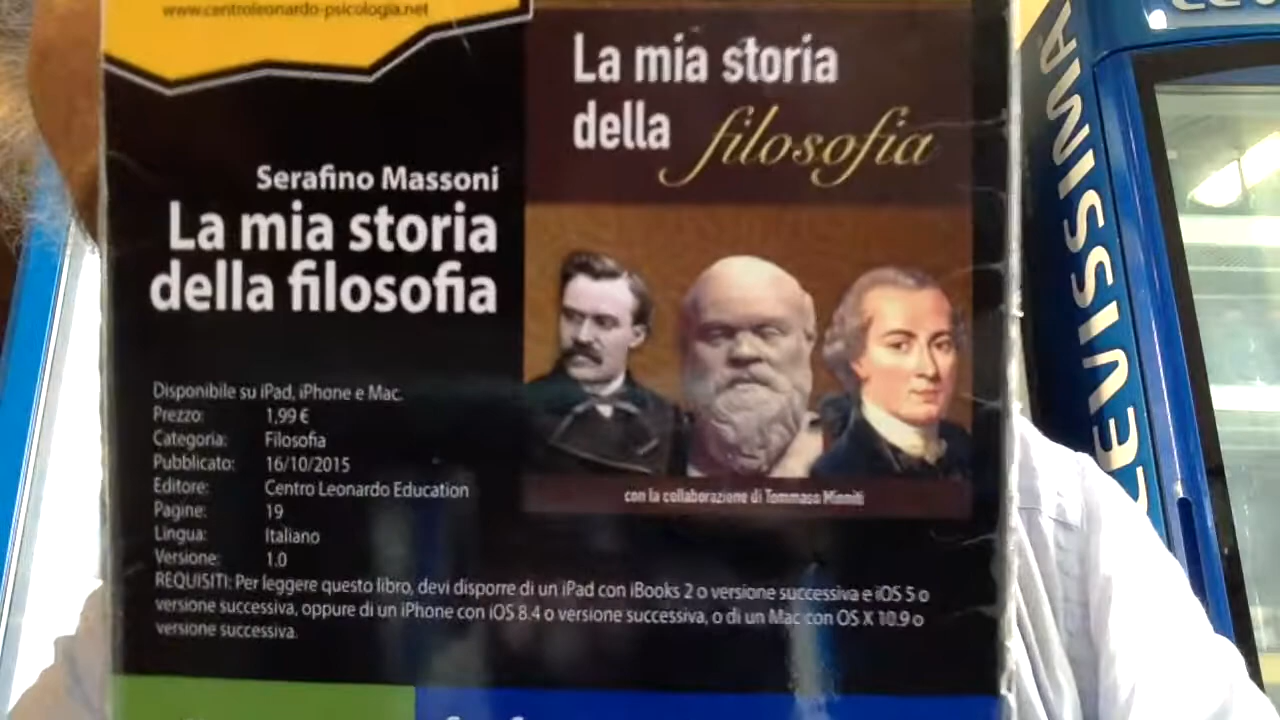 www.centroleonardo-psicologia.net
La mia storia
della filosofia
Serafino Massoni
La mia storia
della filosofia
Disponibile su iPad, iPhone e Mac.
Prezzo: 1,99 €
Categoria: Filosofia
Pubblicato: 16/10/2015
Editore: Centro Leonardo Education
Pagine: 19
Lingua: Italiano
Versione: 1.0
con la collaborazione di Tommaso Minniti
REQUISITI: Per leggere questo libro, devi disporre di un iPad con iBooks 2 o versione successiva e iOS 5 o
versione successiva, oppure di un iPhone con iOS 8.4 o versione successiva, o di un Mac con OS X 10.9 o
versione successiva.
LEVISSIMA